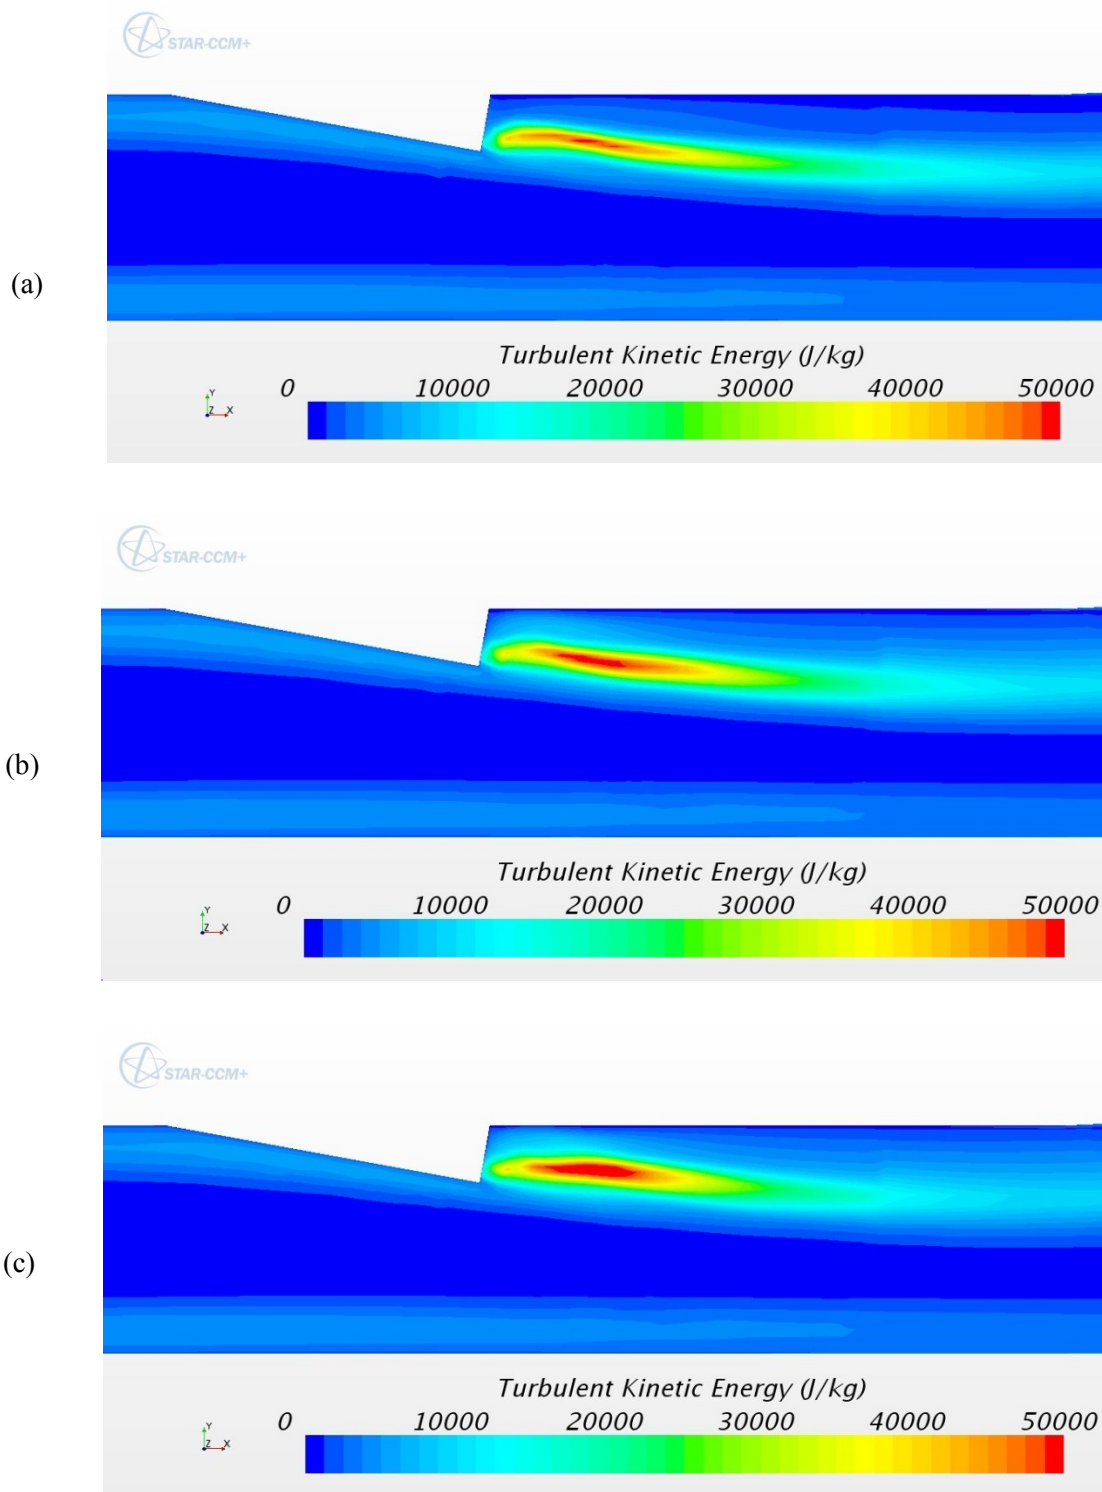 STAR-CCM+
(a)
Turbulent Kinetic Energy (J/kg)
0 10000 20000 30000 40000 50000
Y
Z X
STAR-CCM+
(b)
Turbulent Kinetic Energy (J/kg)
0 10000 20000 30000 40000 50000
Y
Z X
STAR-CCM+
(c)
Turbulent Kinetic Energy (J/kg)
0 10000 20000 30000 40000 50000
Y
Z X